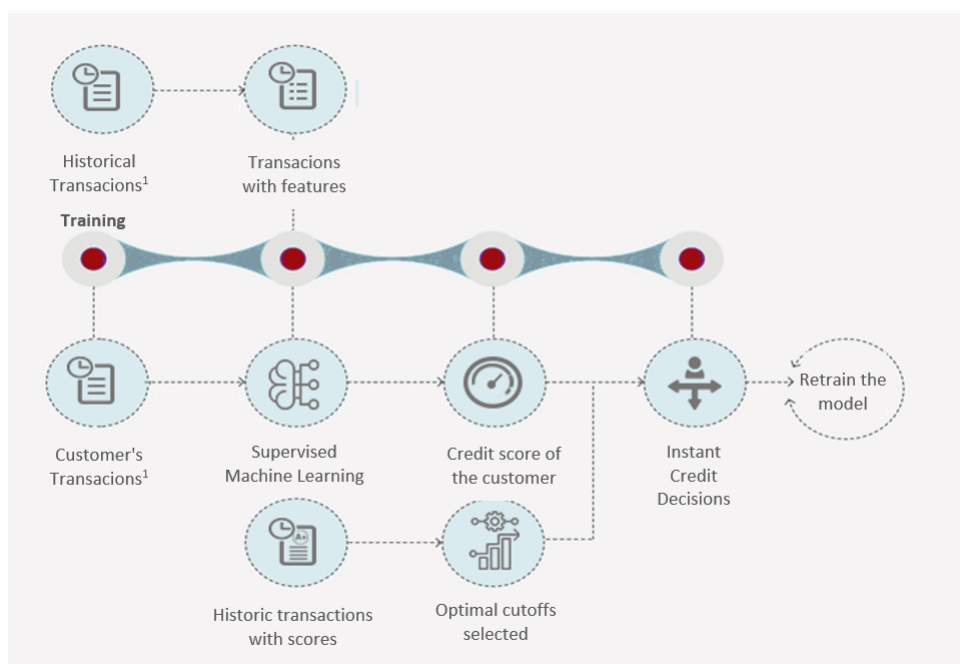 Historical
Transacions¹
Transacions
with features
Training
Customer's
Transacions¹
Supervised
Machine Learning
Credit score of
the customer
Instant
Credit
Decisions
Retrain the
model
A+
Historic transactions
with scores
Optimal cutoffs
selected